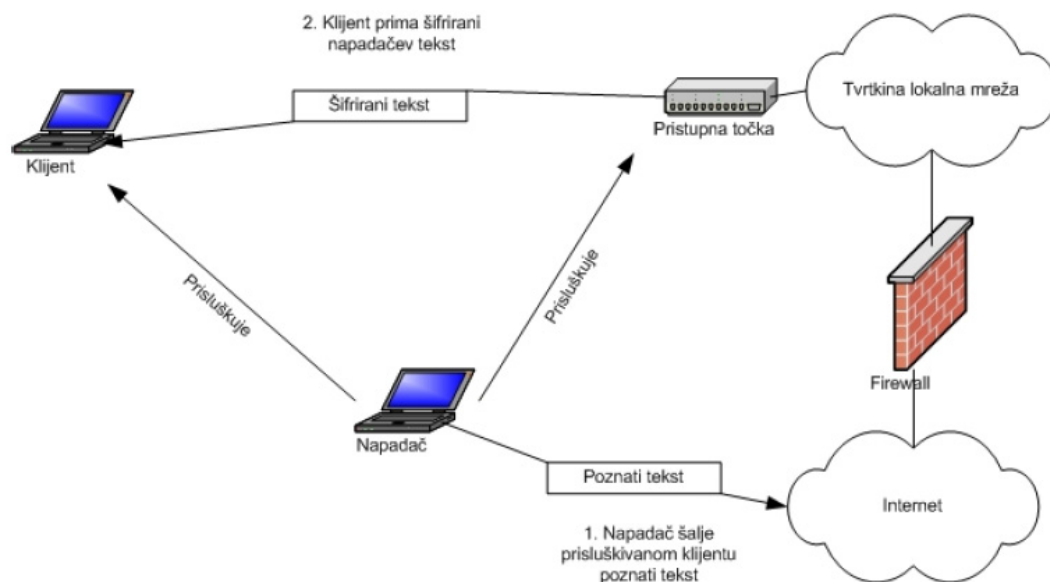 2. Klijent prima šifrirani
napadačev tekst
Šifrirani tekst
Tvrtkina lokalna mreža
Pristupna točka
Klijent
Prisluškuje
Prisluškuje
Firewall
Napadač
Poznati tekst
Internet
1. Napadač šalje
prisluškivanom klijentu
poznati tekst